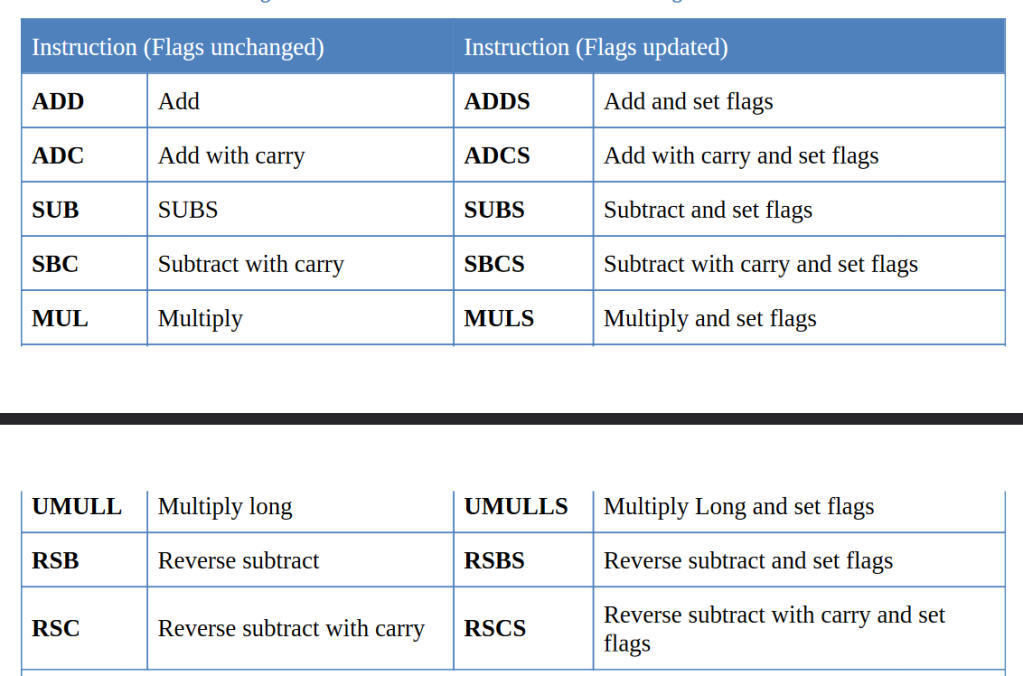 Instruction (Flags unchanged) Instruction (Flags updated)
ADD Add ADDS Add and set flags
ADC Add with carry ADCS Add with carry and set flags
SUB SUBS SUBS Subtract and set flags
SBC Subtract with carry SBCS Subtract with carry and set flags
MUL Multiply MULS Multiply and set flags
UMULL Multiply long UMULLS Multiply Long and set flags
RSB Reverse subtract RSBS Reverse subtract and set flags
RSC Reverse subtract with carry RSCS Reverse subtract with carry and set
flags